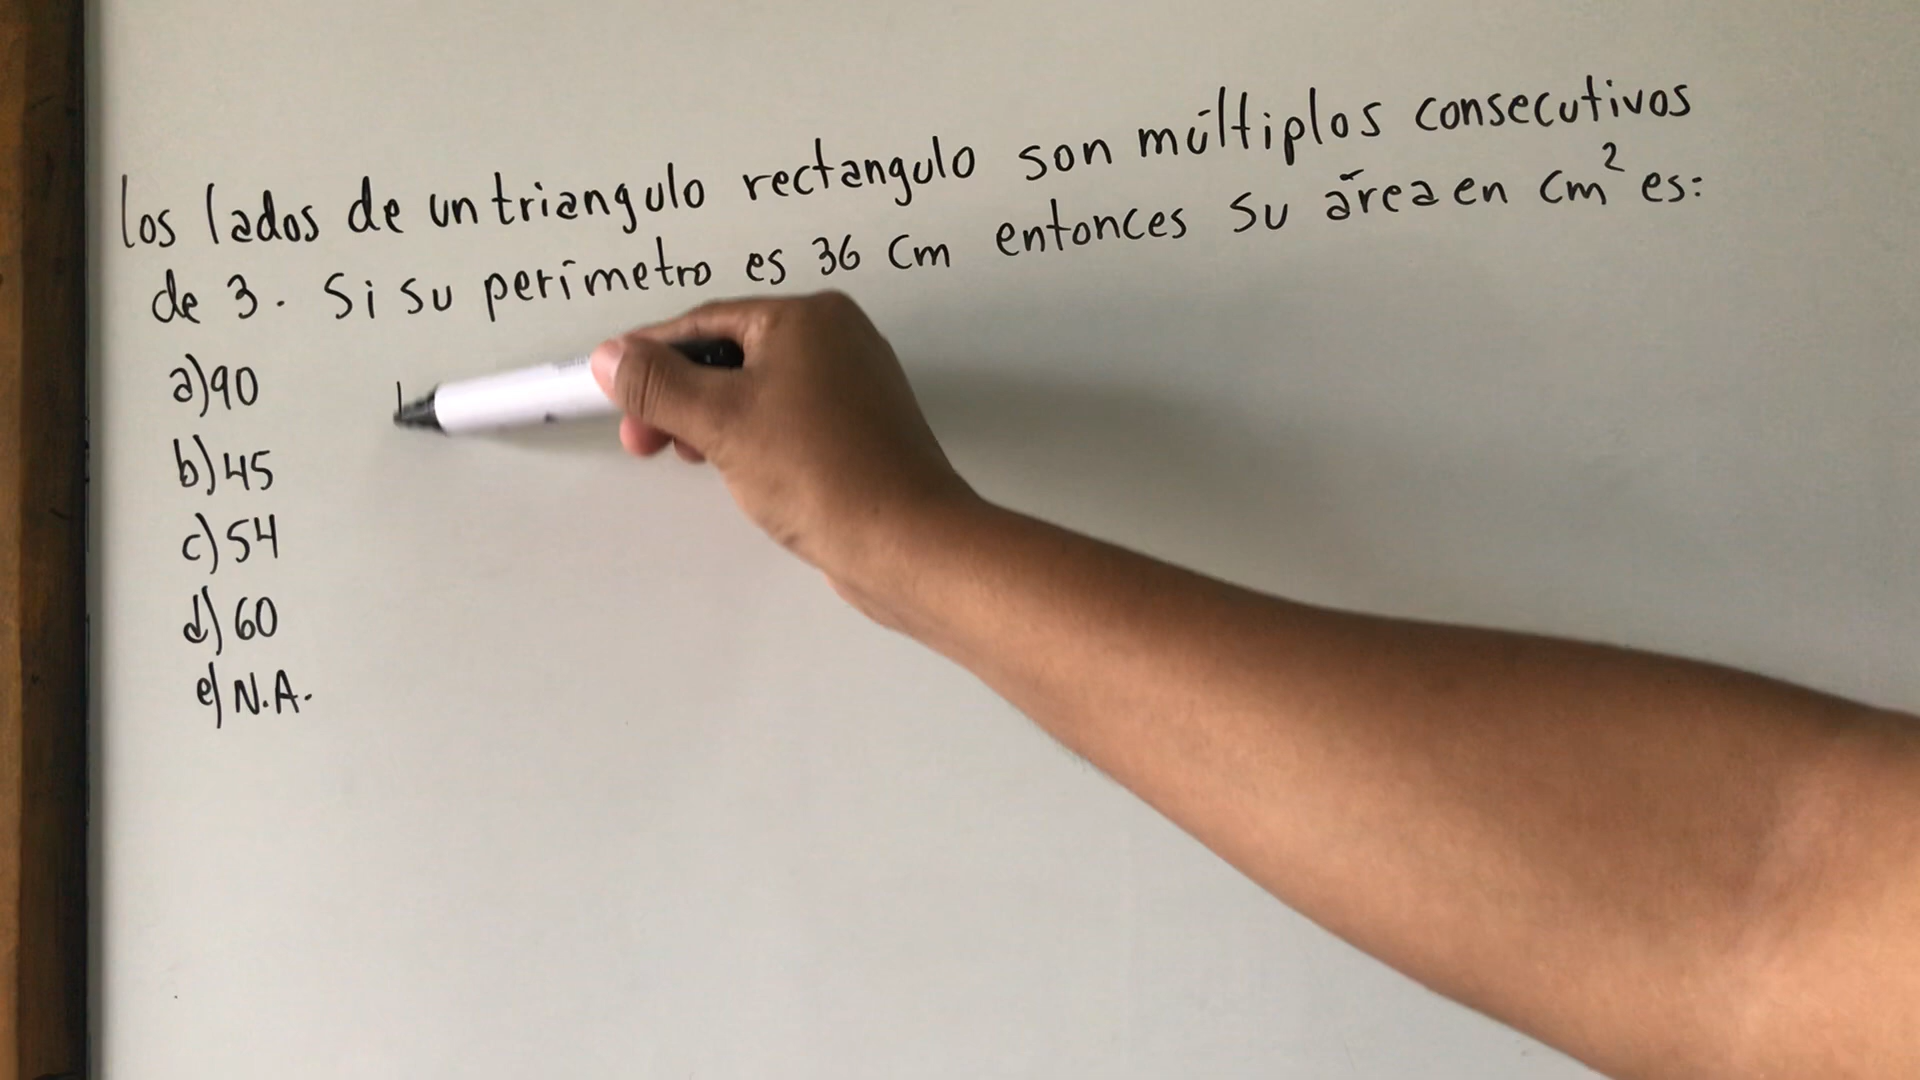 los lados de un triangulo rectangulo son múltiplos consecutivos
de 3. Si su perímetro es 36 cm entonces su área en cm² es:
a) 90
b) 45
c) 54
d) 60
e) N.A.